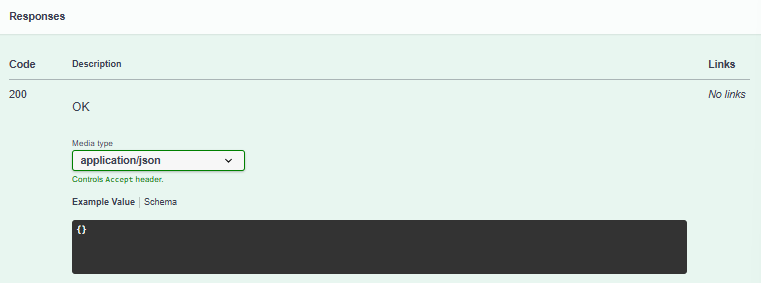 Responses
Code Description Links
200 No links
OK
Media type
application/json
Controls Accept header.
Example Value | Schema
{}